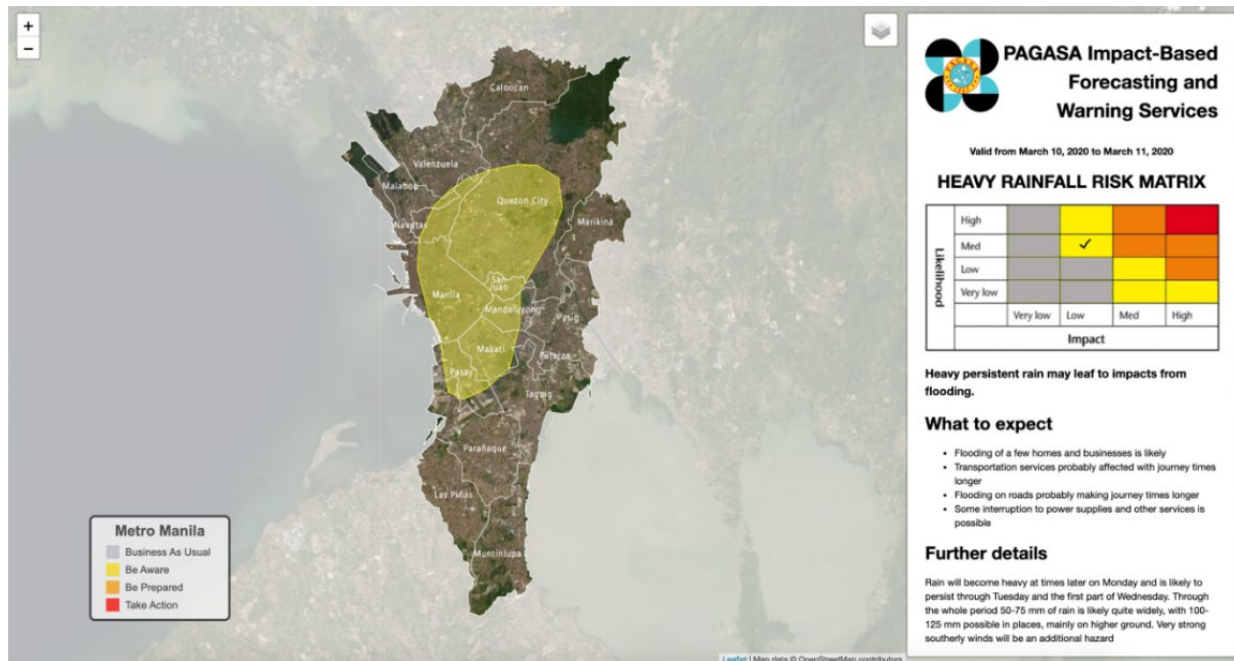 +
−
Caloocan
Valenzuela
Malabon
Quezon City
Navotas
Marikina
San
Juan
Manila
Mandaluyong
Pasig
Makati
Pateros
Pasay
Taguig
Parañaque
Las Piñas
Muntinlupa
Metro Manila
Business As Usual
Be Aware
Be Prepared
Take Action
Leaflet | Map data © OpenStreetMap contributors
PAGASA
PAGASA Impact-Based
Forecasting and
Warning Services
Valid from March 10, 2020 to March 11, 2020
HEAVY RAINFALL RISK MATRIX
Likelihood
High
Med ✓
Low
Very low
Very low Low Med High
Impact
Heavy persistent rain may leaf to impacts from
flooding.
What to expect
• Flooding of a few homes and businesses is likely
• Transportation services probably affected with journey times
longer
• Flooding on roads probably making journey times longer
• Some interruption to power supplies and other services is
possible
Further details
Rain will become heavy at times later on Monday and is likely to
persist through Tuesday and the first part of Wednesday. Through
the whole period 50-75 mm of rain is likely quite widely, with 100-
125 mm possible in places, mainly on higher ground. Very strong
southerly winds will be an additional hazard